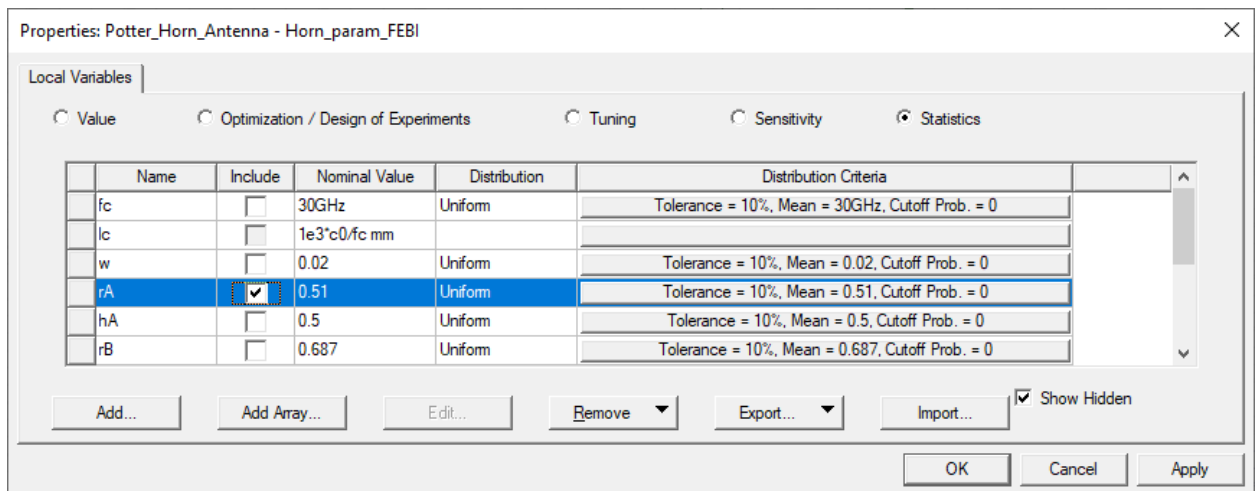 Properties: Potter_Horn_Antenna - Horn_param_FEBI
Local Variables
Value Optimization / Design of Experiments Tuning Sensitivity Statistics
Name Include Nominal Value Distribution Distribution Criteria
fc 30GHz Uniform Tolerance = 10%, Mean = 30GHz, Cutoff Prob. = 0
lc 1e3*c0/fc mm
w 0.02 Uniform Tolerance = 10%, Mean = 0.02, Cutoff Prob. = 0
rA 0.51 Uniform Tolerance = 10%, Mean = 0.51, Cutoff Prob. = 0
hA 0.5 Uniform Tolerance = 10%, Mean = 0.5, Cutoff Prob. = 0
rB 0.687 Uniform Tolerance = 10%, Mean = 0.687, Cutoff Prob. = 0
Add... Add Array... Edit... Remove Export... Import... Show Hidden
OK Cancel Apply